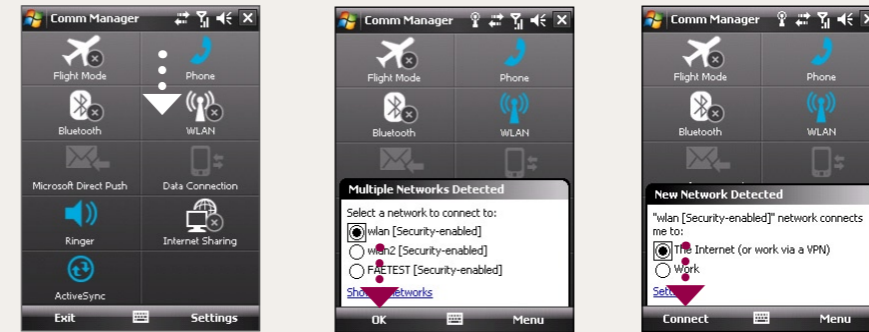 Comm Manager
Flight Mode
Phone
Bluetooth
WLAN
Microsoft Direct Push
Data Connection
Ringer
Internet Sharing
ActiveSync
Exit
Settings
Comm Manager
Flight Mode
Phone
Bluetooth
WLAN
Multiple Networks Detected
Select a network to connect to:
wlan [Security-enabled]
wlan2 [Security-enabled]
FAETEST [Security-enabled]
OK
Menu
Comm Manager
Flight Mode
Phone
Bluetooth
WLAN
New Network Detected
"wlan [Security-enabled]" network connects
me to:
The Internet (or work via a VPN)
Work
Connect
Menu